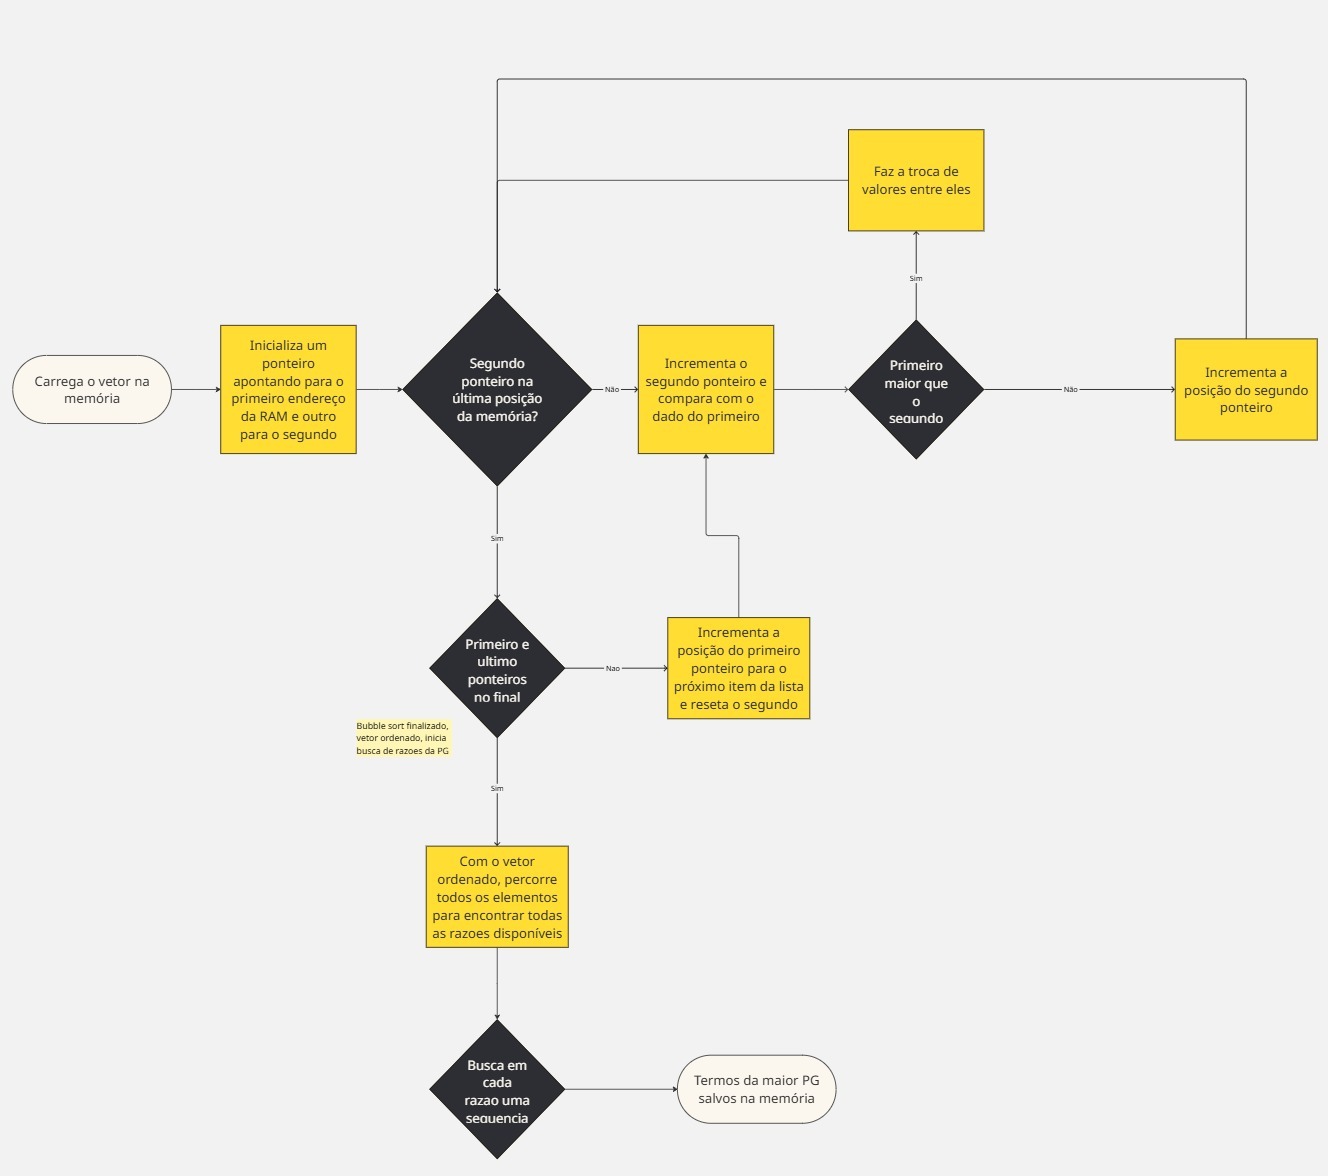 Faz a troca de
valores entre eles
Sim
Carrega o vetor na
memória
Inicializa um
ponteiro
apontando para o
primeiro endereço
da RAM e outro
para o segundo
Segundo
ponteiro na
última posição
da memória?
Não
Incrementa o
segundo ponteiro e
compara com o
dado do primeiro
Primeiro
maior que
o
segundo
Não
Incrementa a
posição do segundo
ponteiro
Sim
Primeiro e
ultimo
ponteiros
no final
Nao
Incrementa a
posição do primeiro
ponteiro para o
próximo item da lista
e reseta o segundo
Bubble sort finalizado,
vetor ordenado, inicia
busca de razoes da PG
Sim
Com o vetor
ordenado, percorre
todos os elementos
para encontrar todas
as razoes disponíveis
Busca em
cada
razao uma
sequencia
Termos da maior PG
salvos na memória